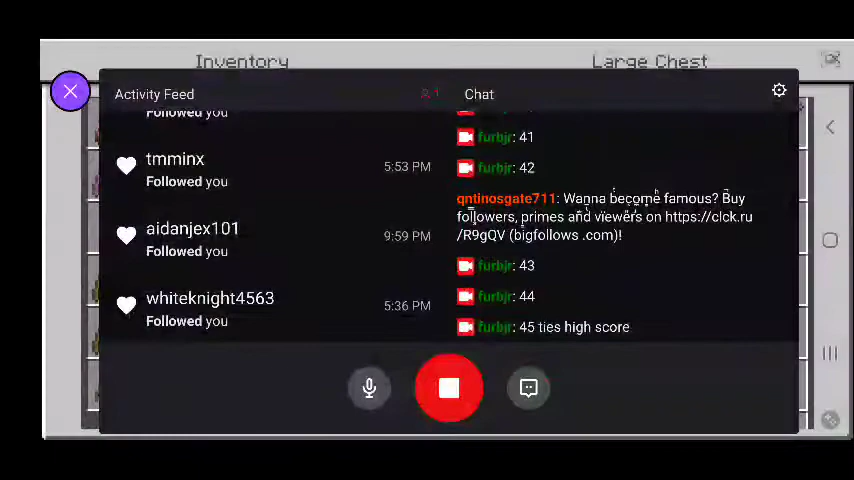 Inventory
Large Chest
Activity Feed
1
Chat
Followed you
tmminx
Followed you
5:53 PM
aidanjex101
Followed you
9:59 PM
whiteknight4563
Followed you
5:36 PM
furbjr: 41
furbjr: 42
qntinosgate711: Wanna become famous? Buy
followers, primes and viewers on https://clck.ru
/R9gQV (bigfollows .com)!
furbjr: 43
furbjr: 44
furbjr: 45 ties high score